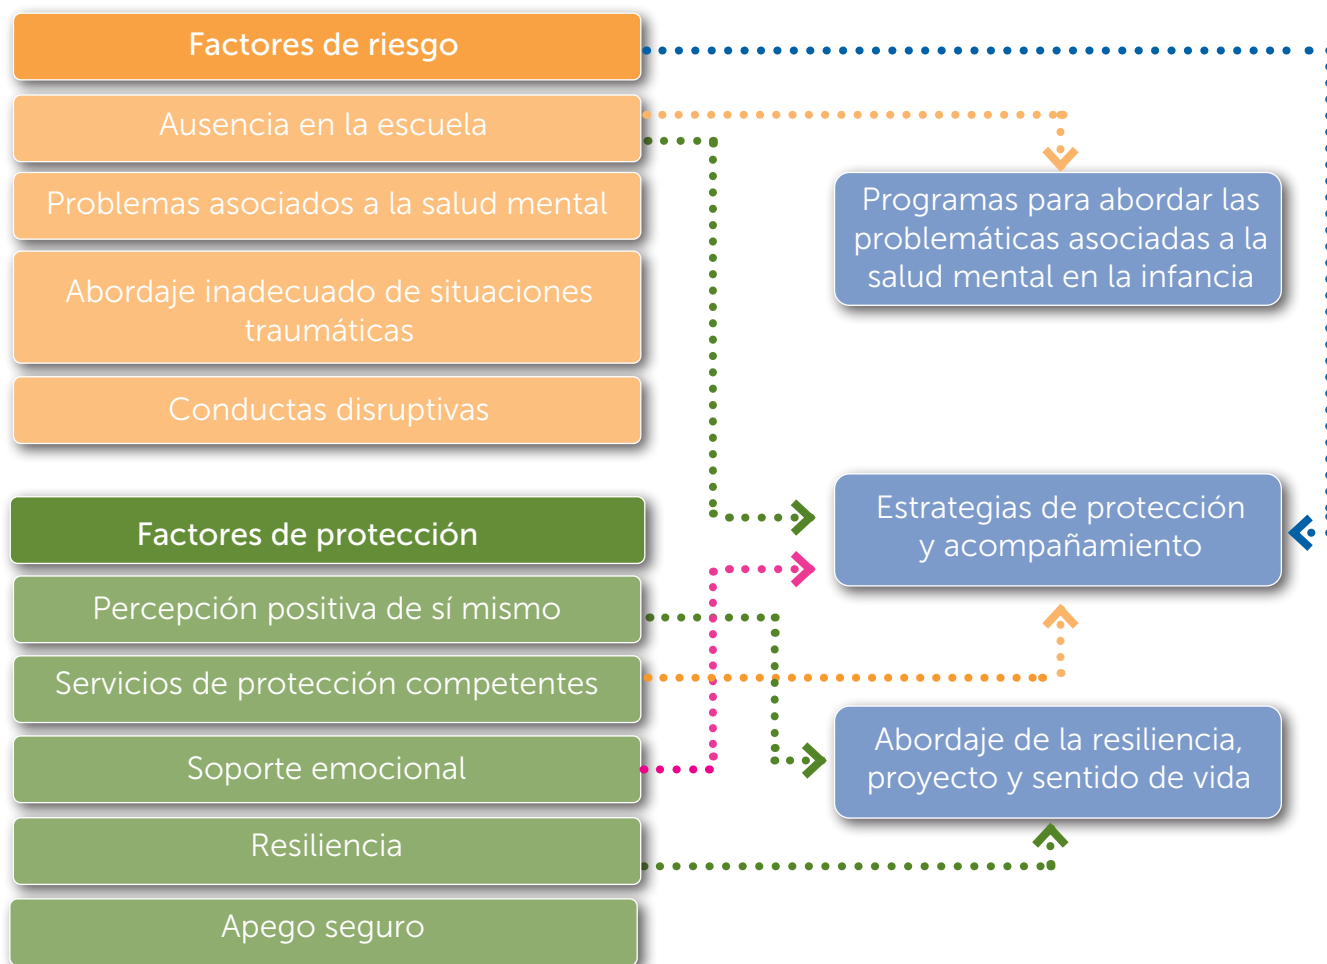 Factores de riesgo
Ausencia en la escuela
Problemas asociados a la salud mental
Abordaje inadecuado de situaciones
traumáticas
Conductas disruptivas
Factores de protección
Percepción positiva de sí mismo
Servicios de protección competentes
Soporte emocional
Resiliencia
Apego seguro
Programas para abordar las
problemáticas asociadas a la
salud mental en la infancia
Estrategias de protección
y acompañamiento
Abordaje de la resiliencia,
proyecto y sentido de vida